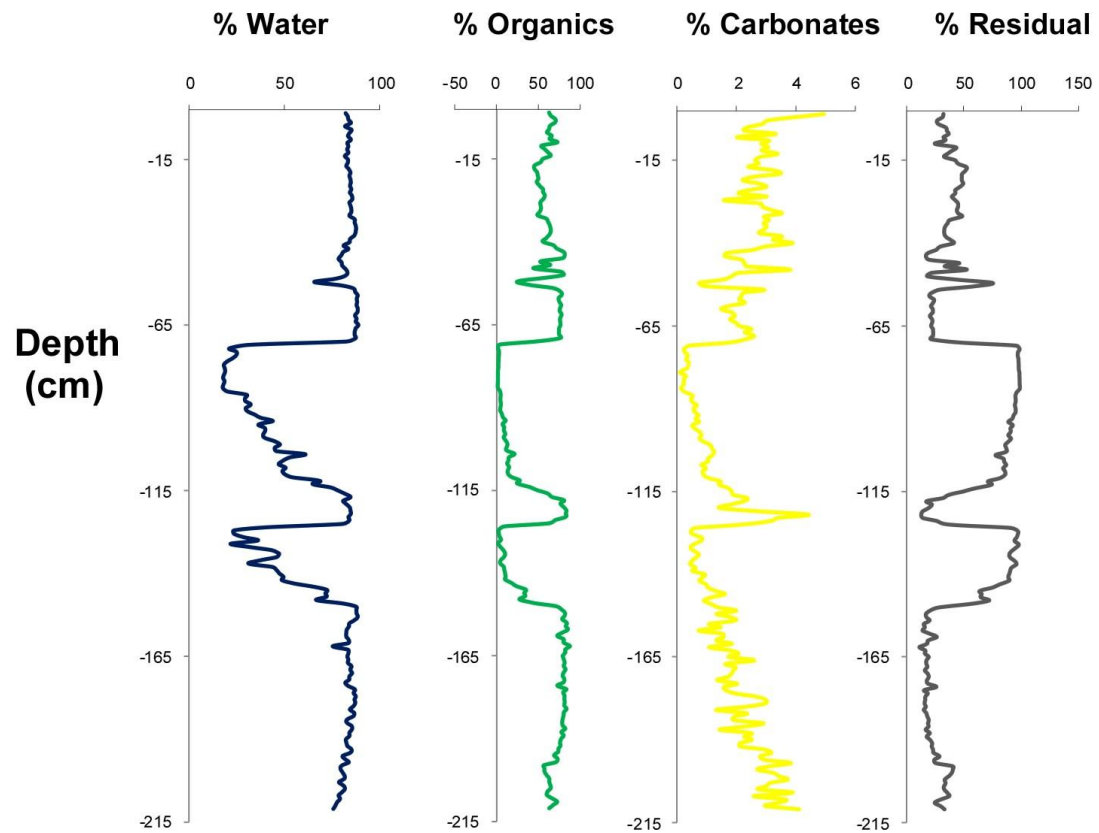 % Water % Organics % Carbonates % Residual
0 50 100 -50 0 50 100 0 2 4 6 0 50 100 150
-15 -15 -15 -15
-65 -65 -65 -65
Depth
(cm)
-115 -115 -115 -115
-165 -165 -165 -165
-215 -215 -215 -215